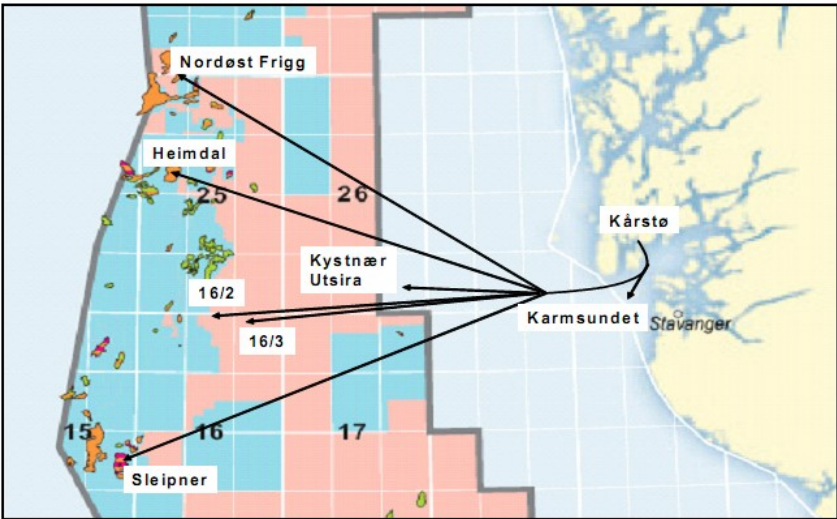 Nordøst Frigg
Heimdal
25
26
Kårstø
Kystnær
Utsira
16/2
Karmsundet
Stavanger
16/3
15
16
17
Sleipner